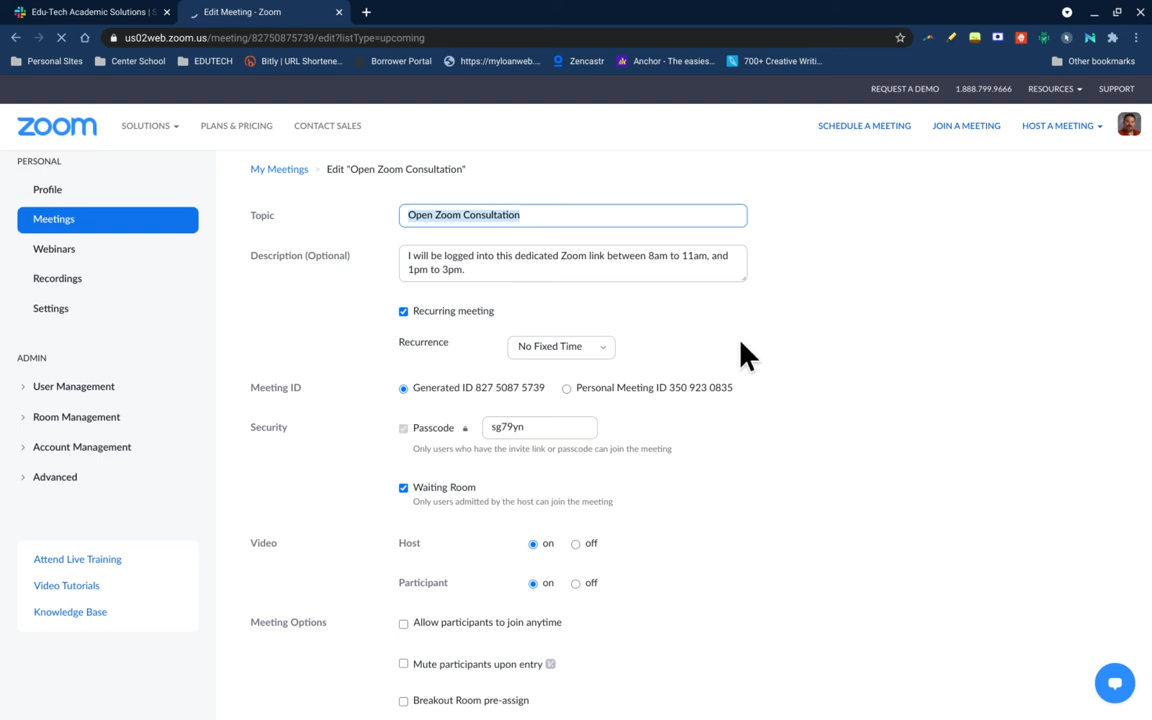 Edu-Tech Academic Solutions | S
Edit Meeting - Zoom
us02web.zoom.us/meeting/82750875739/edit?listType=upcoming
Personal SItes
Center School
EDUTECH
Bitly | URL Shortene...
Borrower Portal
https://myloanweb....
Zencastr
Anchor - The easies...
700+ Creative Writi...
Other bookmarks
REQUEST A DEMO
1.888.799.9666
RESOURCES
SUPPORT
zoom
SOLUTIONS
PLANS & PRICING
CONTACT SALES
SCHEDULE A MEETING
JOIN A MEETING
HOST A MEETING
PERSONAL
Profile
Meetings
Webinars
Recordings
Settings
ADMIN
User Management
Room Management
Account Management
Advanced
Attend Live Training
Video Tutorials
Knowledge Base
My Meetings > Edit "Open Zoom Consultation"
Topic
Open Zoom Consultation
Description (Optional)
I will be logged into this dedicated Zoom link between 8am to 11am, and
1pm to 3pm.
Recurring meeting
Recurrence
No Fixed Time
Meeting ID
Generated ID 827 5087 5739
Personal Meeting ID 350 923 0835
Security
Passcode
sg79yn
Only users who have the invite link or passcode can join the meeting
Waiting Room
Only users admitted by the host can join the meeting
Video
Host
on
off
Participant
on
off
Meeting Options
Allow participants to join anytime
Mute participants upon entry
Breakout Room pre-assign